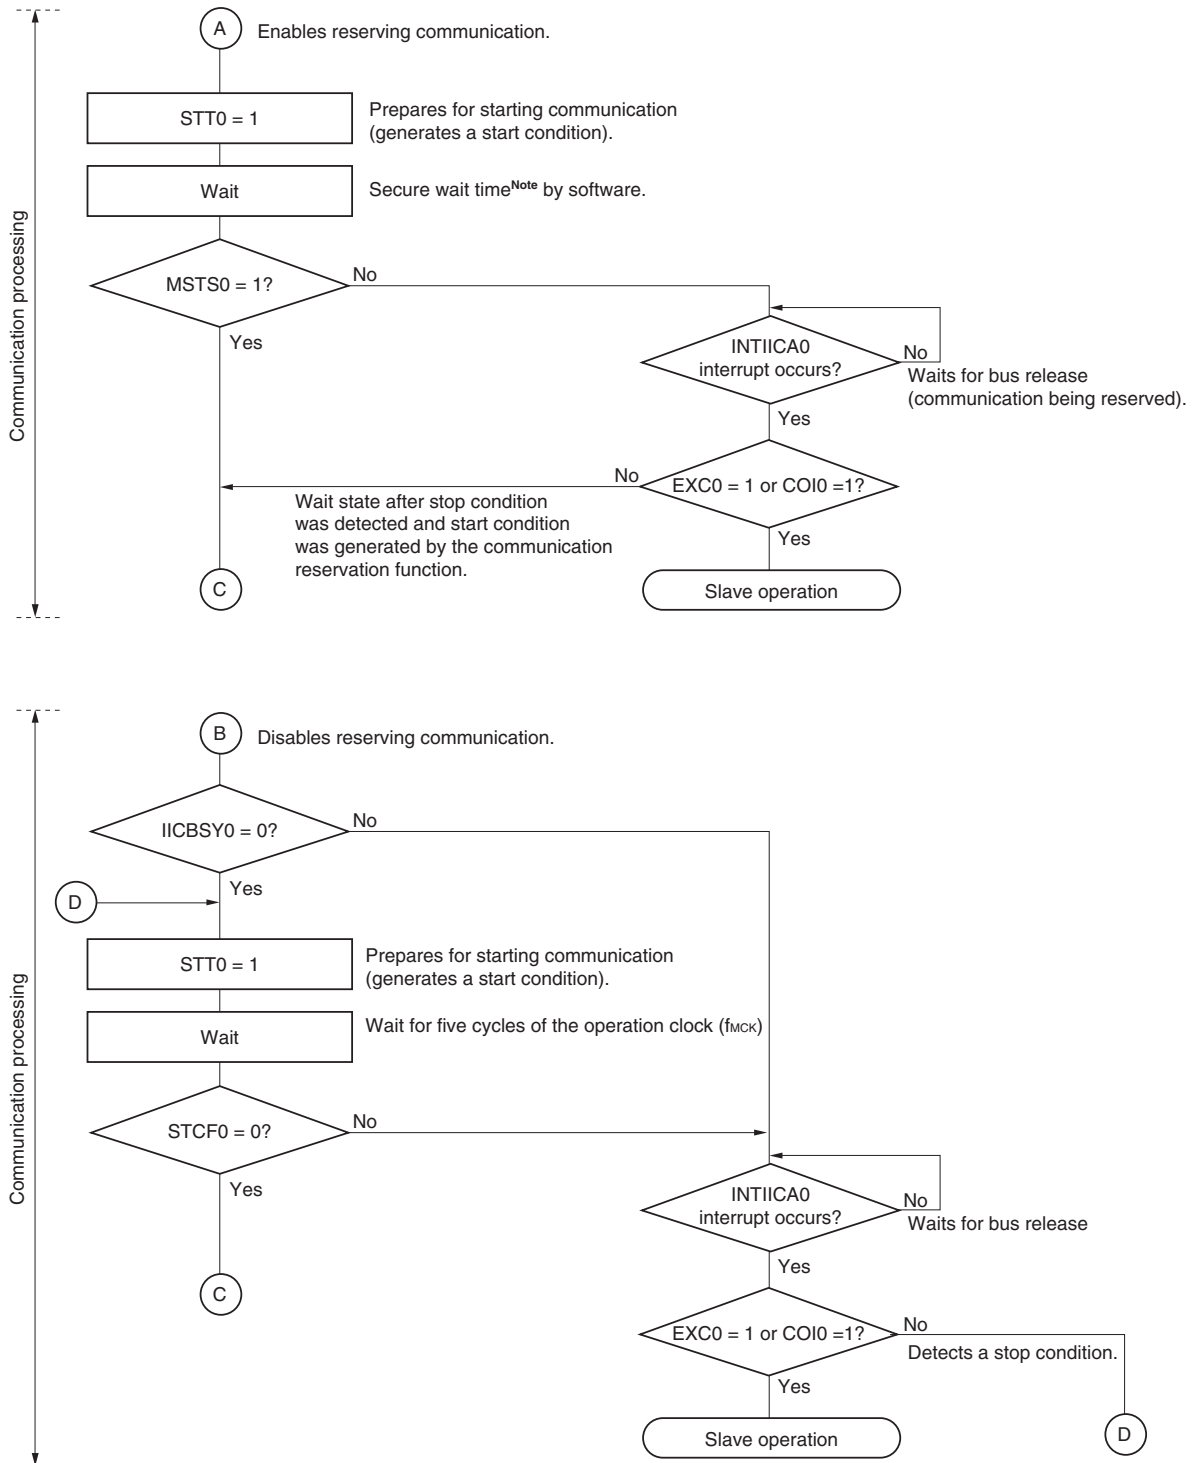 A
Enables reserving communication.
STT0 = 1
Prepares for starting communication
(generates a start condition).
Wait
Secure wait timeNote by software.
MSTS0 = 1?
No
Yes
INTIICA0
interrupt occurs?
No
Waits for bus release
(communication being reserved).
Yes
EXC0 = 1 or COI0 =1?
No
Wait state after stop condition
was detected and start condition
was generated by the communication
reservation function.
Yes
C
Slave operation
Communication processing
B
Disables reserving communication.
IICBSY0 = 0?
No
Yes
D
STT0 = 1
Prepares for starting communication
(generates a start condition).
Wait
Wait for five cycles of the operation clock (fMCK)
STCF0 = 0?
No
Yes
INTIICA0
interrupt occurs?
No
Waits for bus release
Yes
C
EXC0 = 1 or COI0 =1?
No
Detects a stop condition.
Yes
Slave operation
D
Communication processing